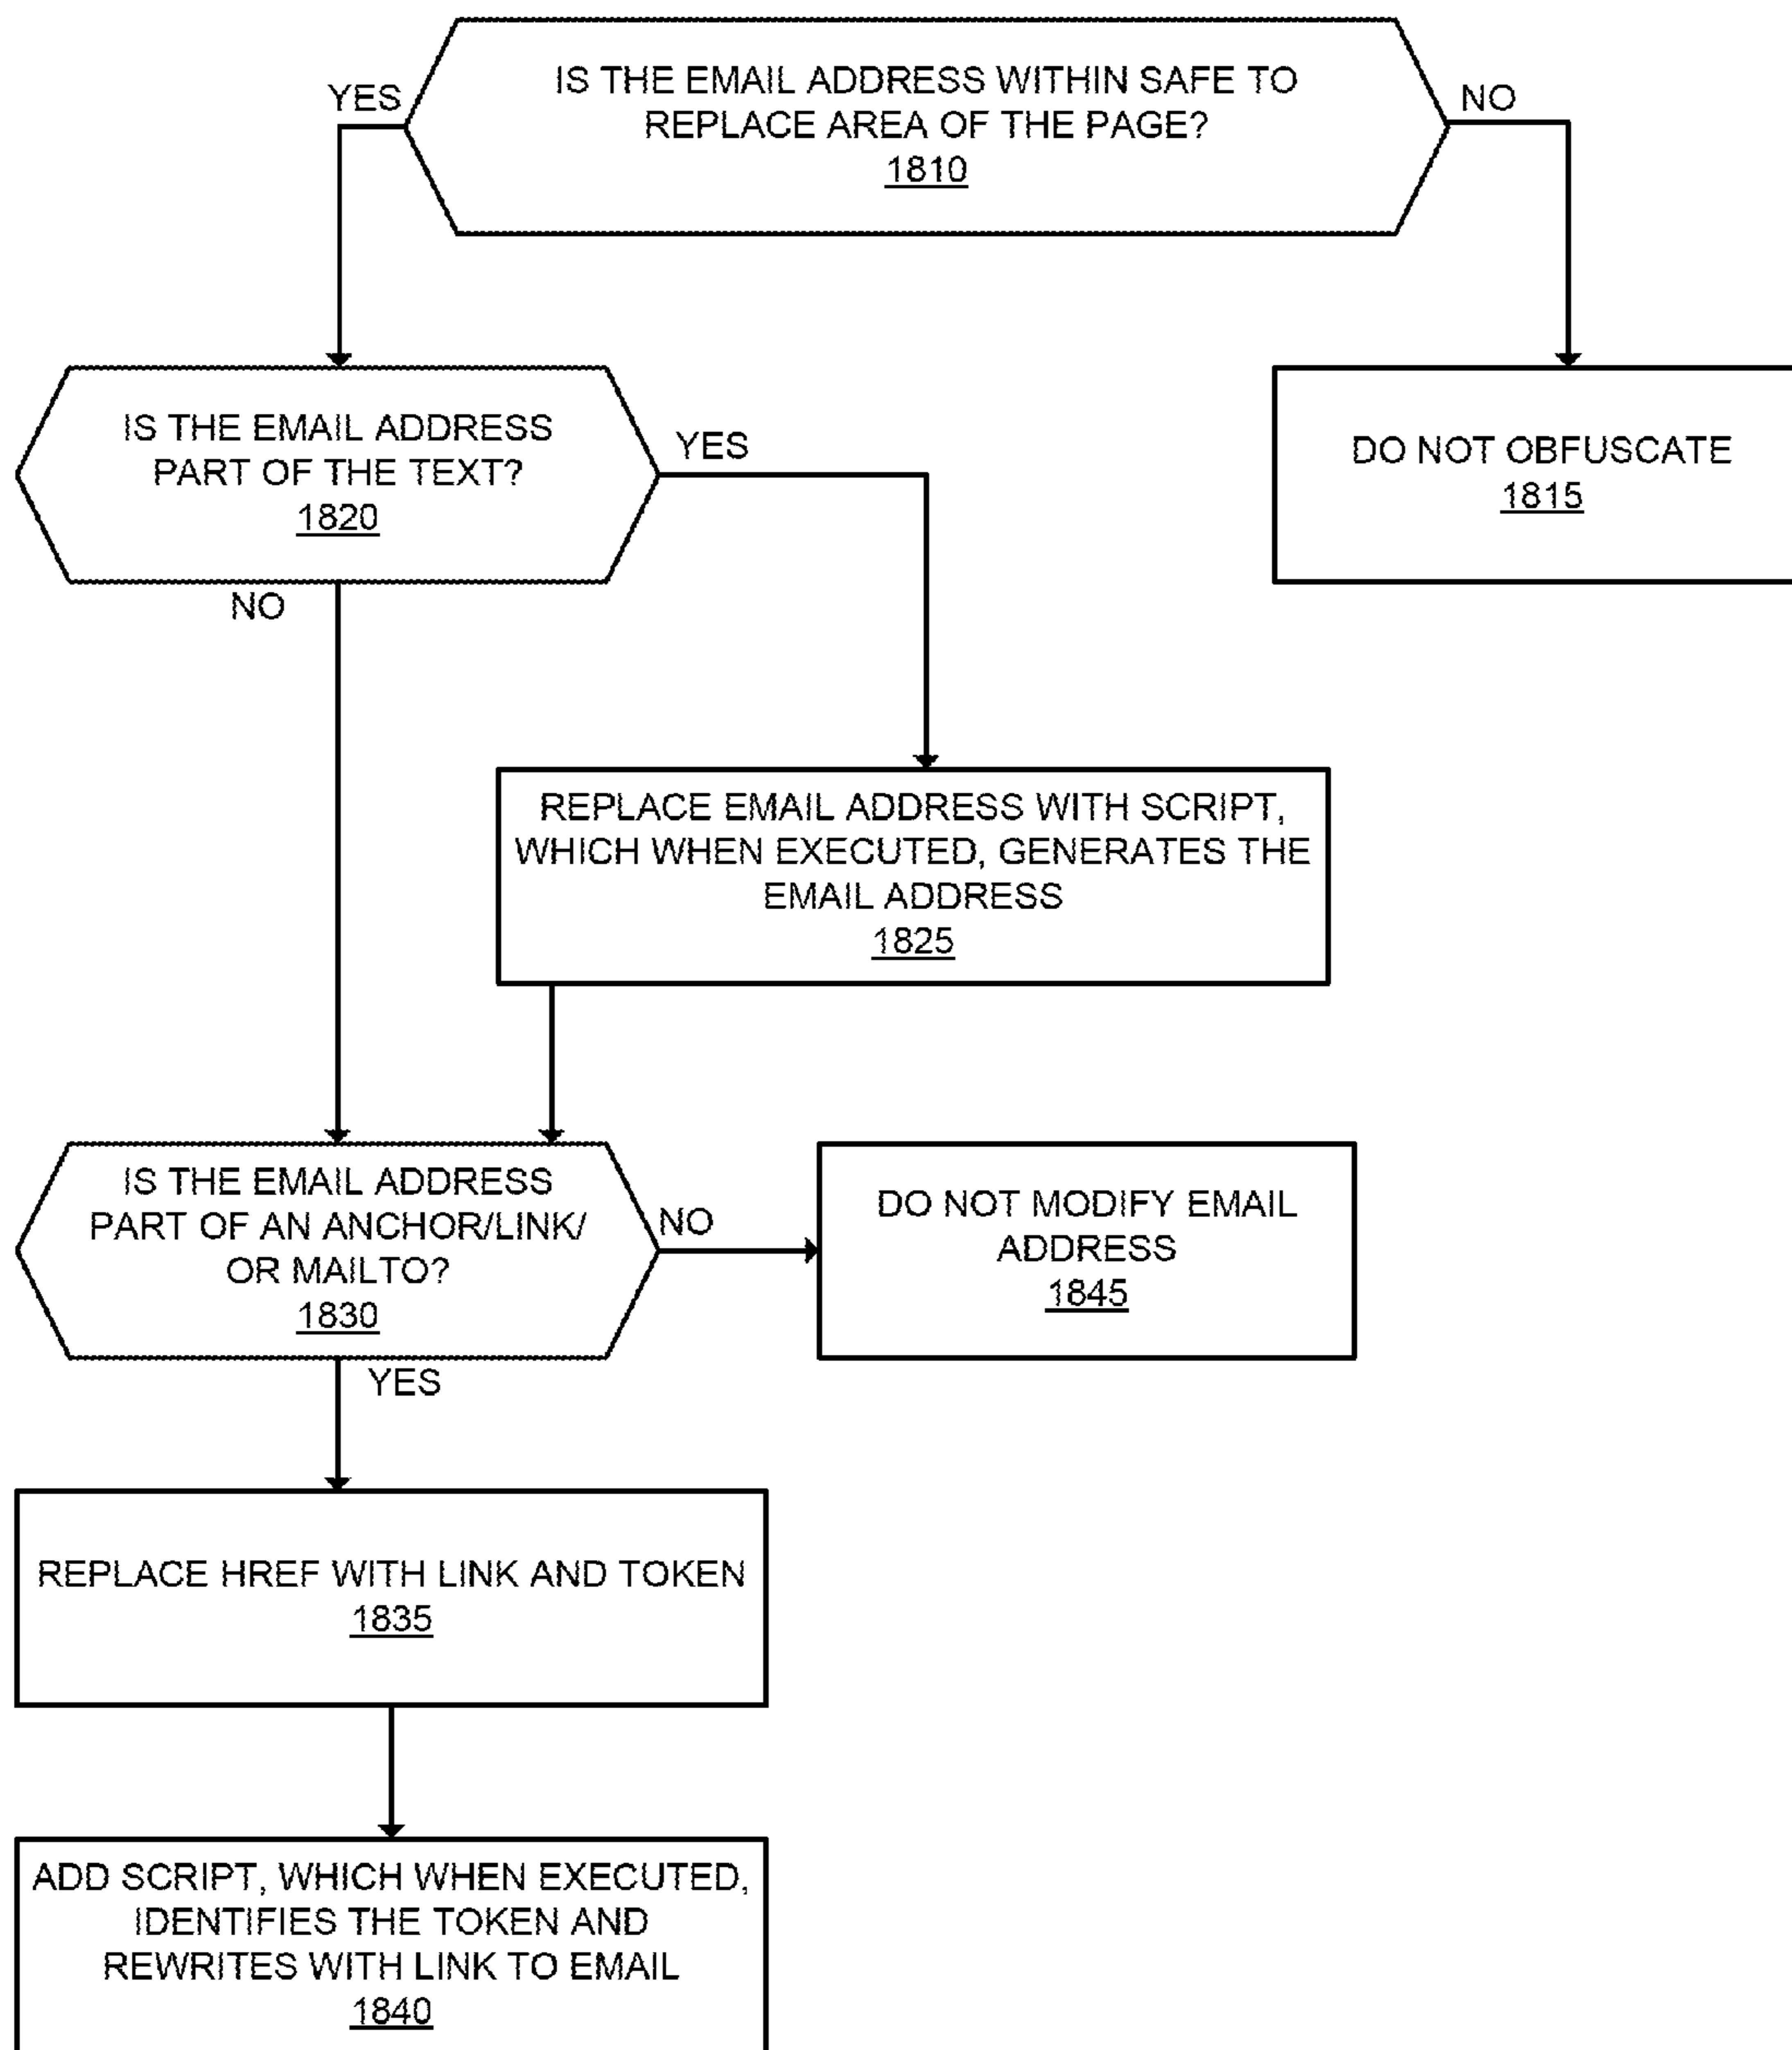 IS THE EMAIL ADDRESS WITHIN SAFE TO
REPLACE AREA OF THE PAGE?
1810
YES
NO
IS THE EMAIL ADDRESS
PART OF THE TEXT?
1820
YES
NO
DO NOT OBFUSCATE
1815
REPLACE EMAIL ADDRESS WITH SCRIPT,
WHICH WHEN EXECUTED, GENERATES THE
EMAIL ADDRESS
1825
IS THE EMAIL ADDRESS
PART OF AN ANCHOR/LINK/
OR MAILTO?
1830
NO
YES
DO NOT MODIFY EMAIL
ADDRESS
1845
REPLACE HREF WITH LINK AND TOKEN
1835
ADD SCRIPT, WHICH WHEN EXECUTED,
IDENTIFIES THE TOKEN AND
REWRITES WITH LINK TO EMAIL
1840